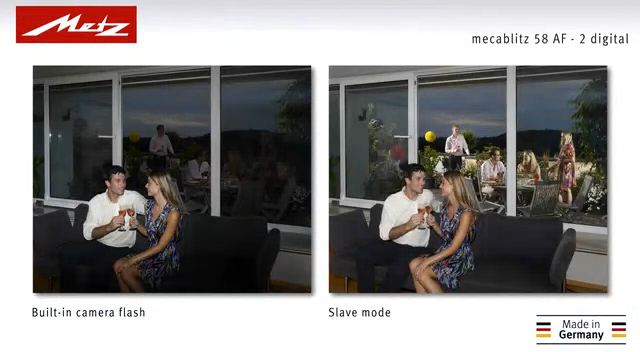 Metz
mecablitz 58 AF - 2 digital
Built-in camera flash
Slave mode
Made in
Germany